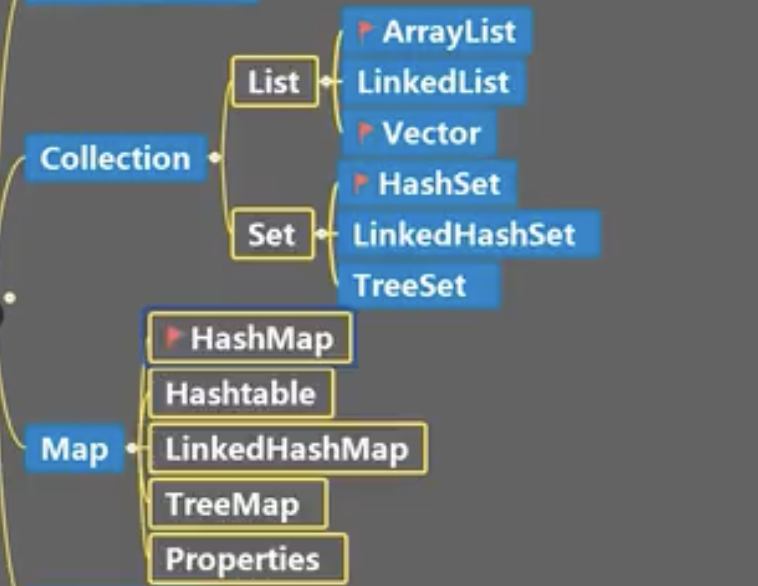 List
ArrayList
LinkedList
Vector
Collection
Set
HashSet
LinkedHashSet
TreeSet
HashMap
Hashtable
Map
LinkedHashMap
TreeMap
Properties